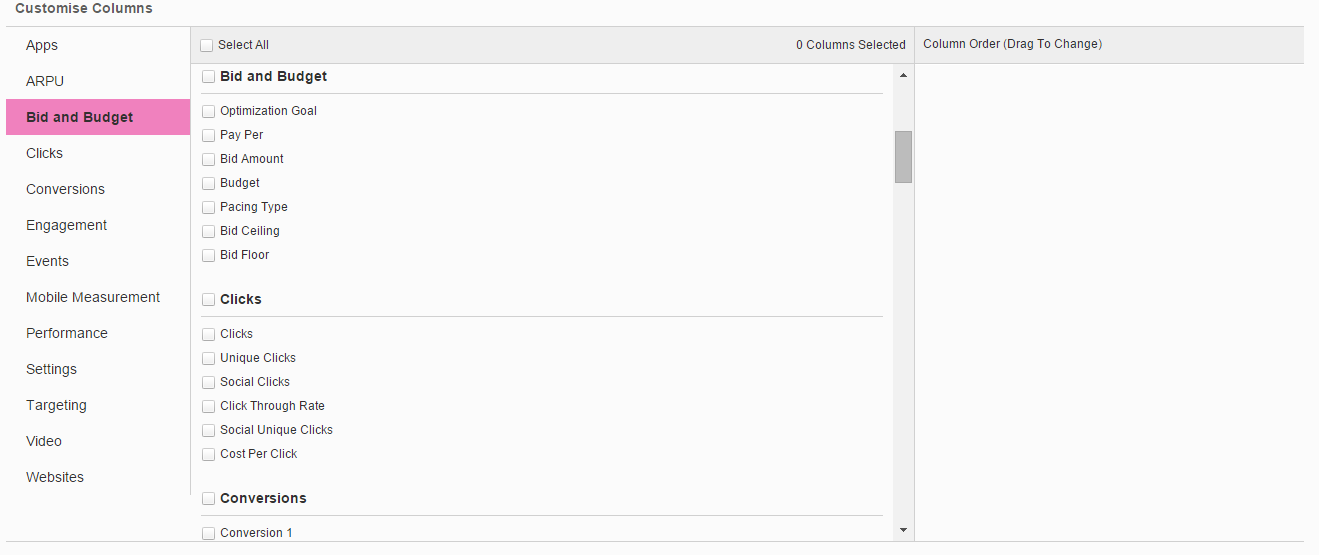 Customise Columns
Apps
ARPU
Bid and Budget
Clicks
Conversions
Engagement
Events
Mobile Measurement
Performance
Settings
Targeting
Video
Websites
Select All
0 Columns Selected
Bid and Budget
Optimization Goal
Pay Per
Bid Amount
Budget
Pacing Type
Bid Ceiling
Bid Floor
Clicks
Clicks
Unique Clicks
Social Clicks
Click Through Rate
Social Unique Clicks
Cost Per Click
Conversions
Conversion 1
Column Order (Drag To Change)